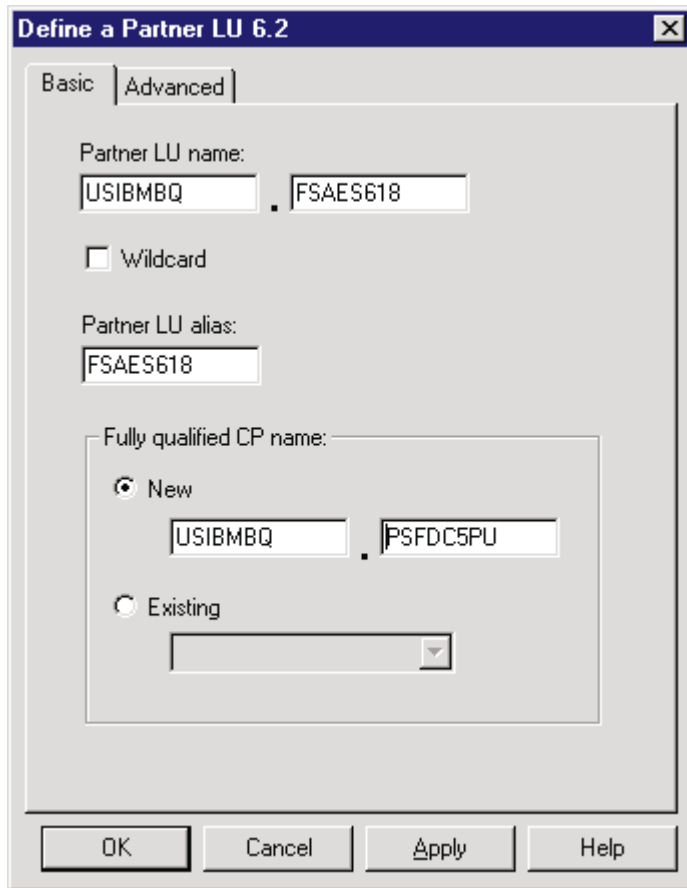 Define a Partner LU 6.2
Basic Advanced
Partner LU name:
USIBMBQ . FSAES618
Wildcard
Partner LU alias:
FSAES618
Fully qualified CP name:
New
USIBMBQ . PSFDC5PU
Existing
OK Cancel Apply Help